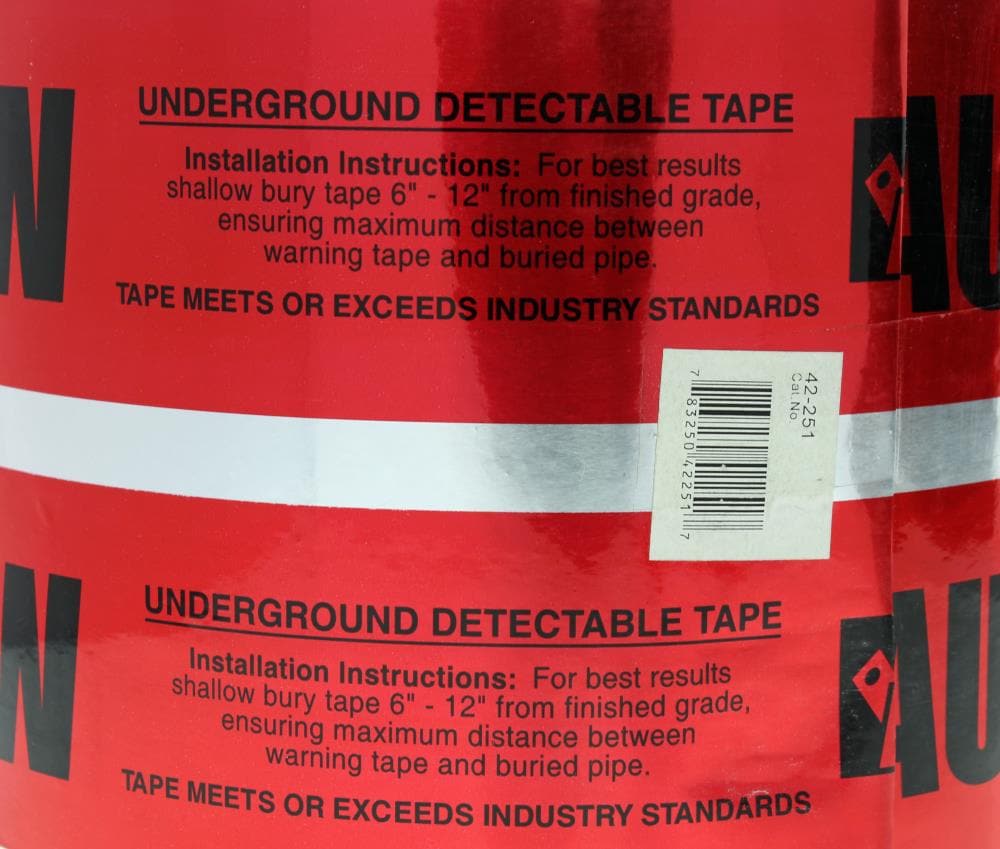 N
UNDERGROUND DETECTABLE TAPE
Installation Instructions: For best results
shallow bury tape 6" - 12" from finished grade,
ensuring maximum distance between
warning tape and buried pipe.
TAPE MEETS OR EXCEEDS INDUSTRY STANDARDS
AU
42-251
Cat. No.
7 83250 42251 7
N
UNDERGROUND DETECTABLE TAPE
Installation Instructions: For best results
shallow bury tape 6" - 12" from finished grade,
ensuring maximum distance between
warning tape and buried pipe.
TAPE MEETS OR EXCEEDS INDUSTRY STANDARDS
AU